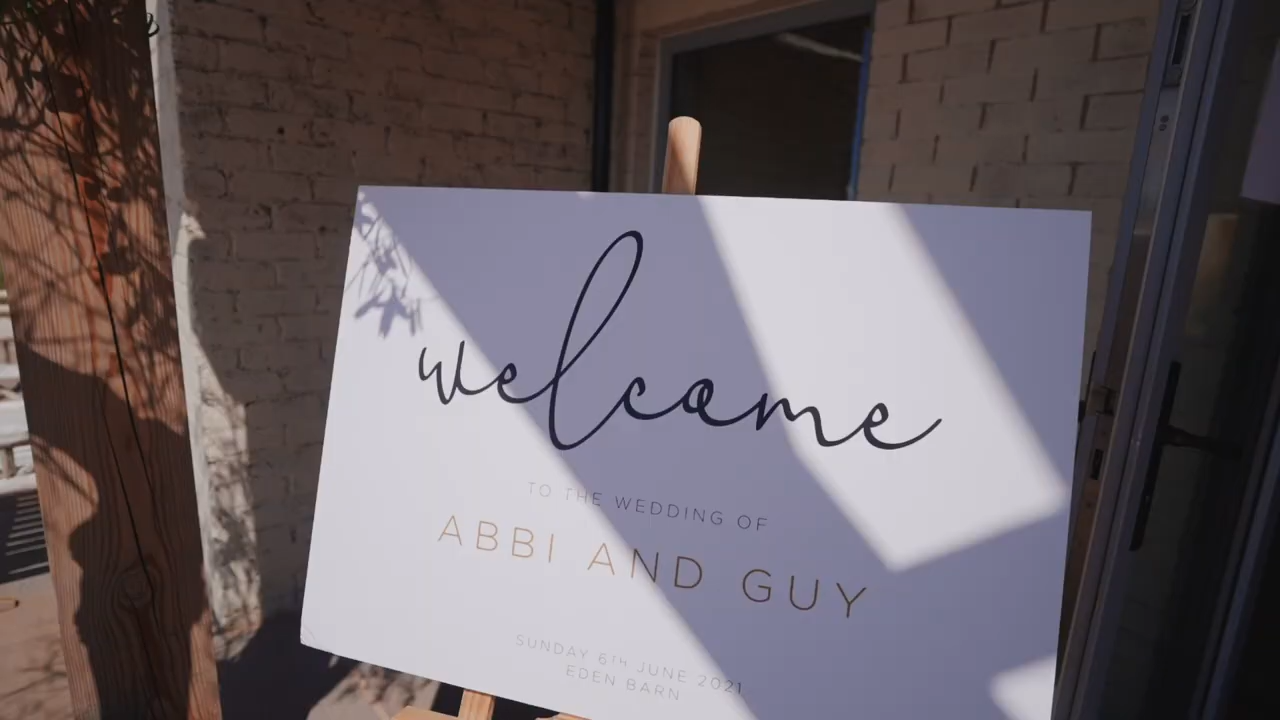 welcome
TO THE WEDDING OF
ABBI AND GUY
SUNDAY 6TH JUNE 2021
EDEN BARN